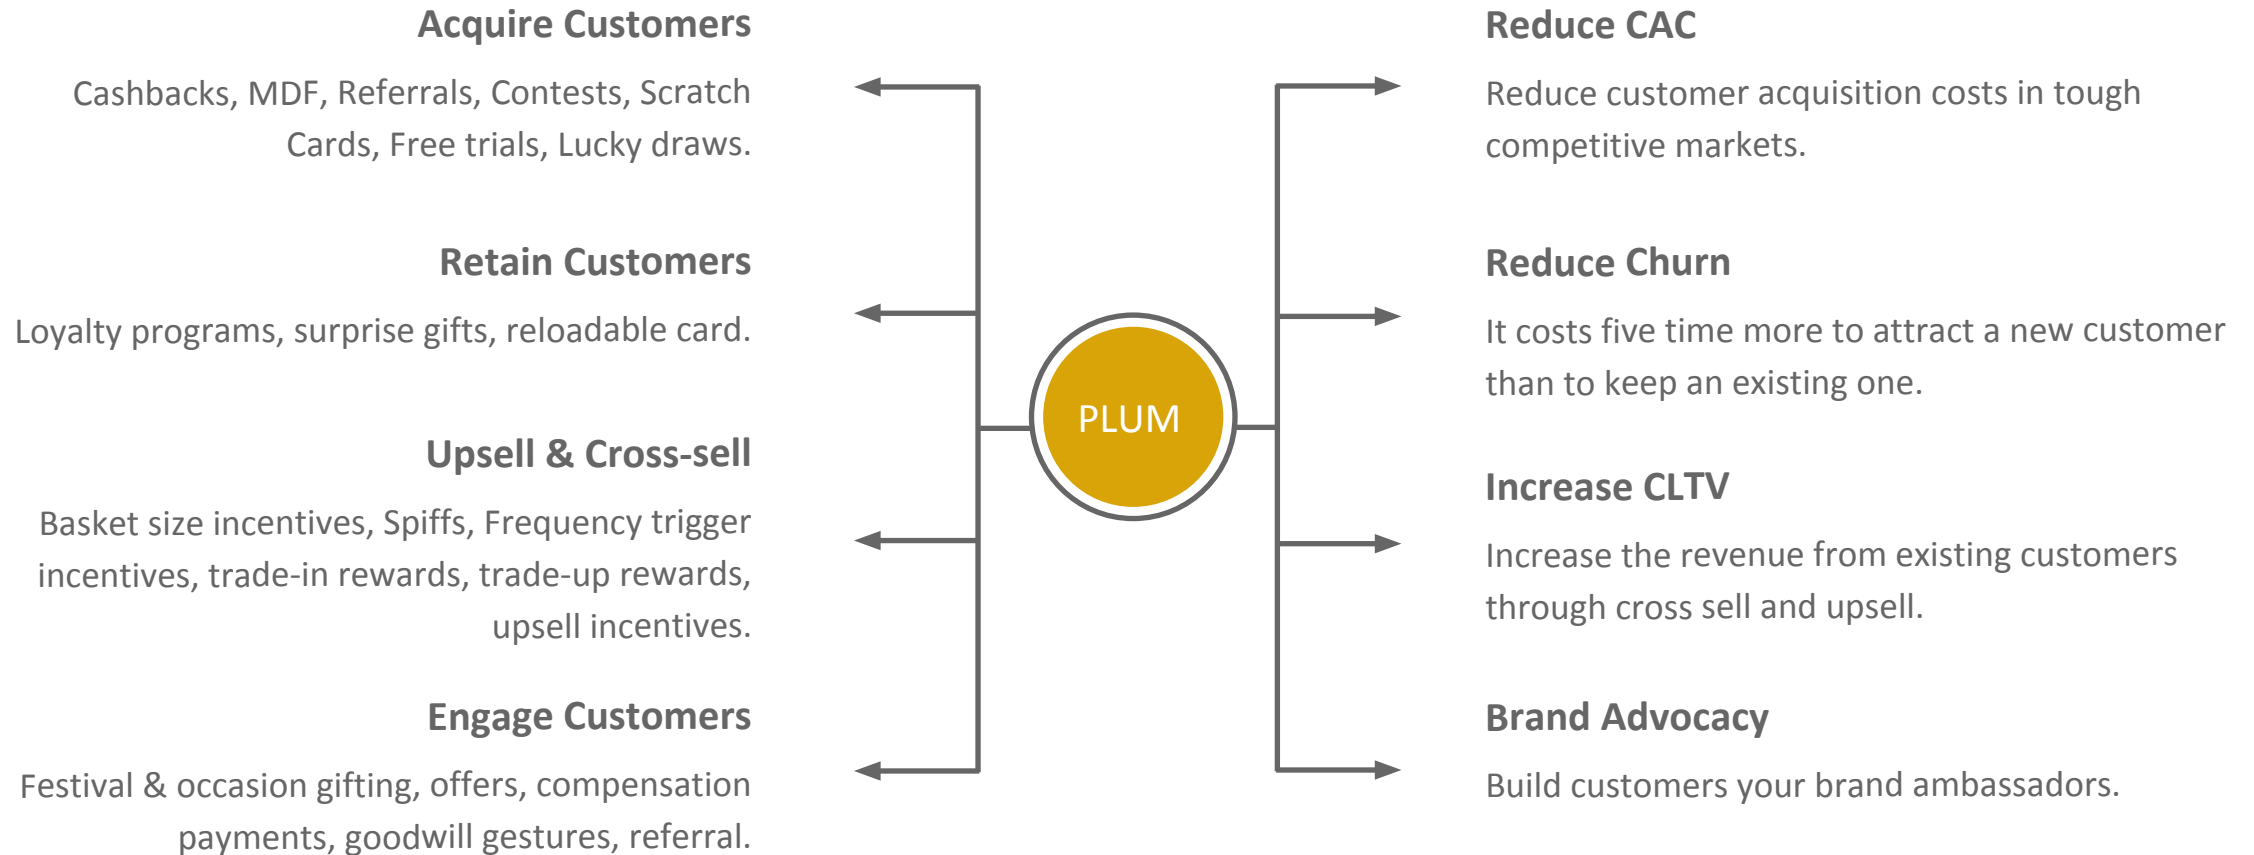 Acquire Customers
Cashbacks, MDF, Referrals, Contests, Scratch
Cards, Free trials, Lucky draws.
Retain Customers
Loyalty programs, surprise gifts, reloadable card.
Upsell & Cross-sell
Basket size incentives, Spiffs, Frequency trigger
incentives, trade-in rewards, trade-up rewards,
upsell incentives.
Engage Customers
Festival & occasion gifting, offers, compensation
payments, goodwill gestures, referral.
PLUM
Reduce CAC
Reduce customer acquisition costs in tough
competitive markets.
Reduce Churn
It costs five time more to attract a new customer
than to keep an existing one.
Increase CLTV
Increase the revenue from existing customers
through cross sell and upsell.
Brand Advocacy
Build customers your brand ambassadors.